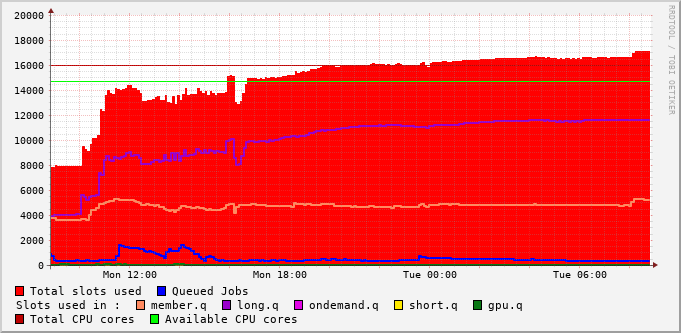 20000
18000
16000
14000
12000
10000
8000
6000
4000
2000
0
Mon 12:00 Mon 18:00 Tue 00:00 Tue 06:00
RRDTOOL / TOBI OETIKER
Total slots used Queued Jobs
Slots used in : member.q long.q ondemand.q short.q gpu.q
Total CPU cores Available CPU cores